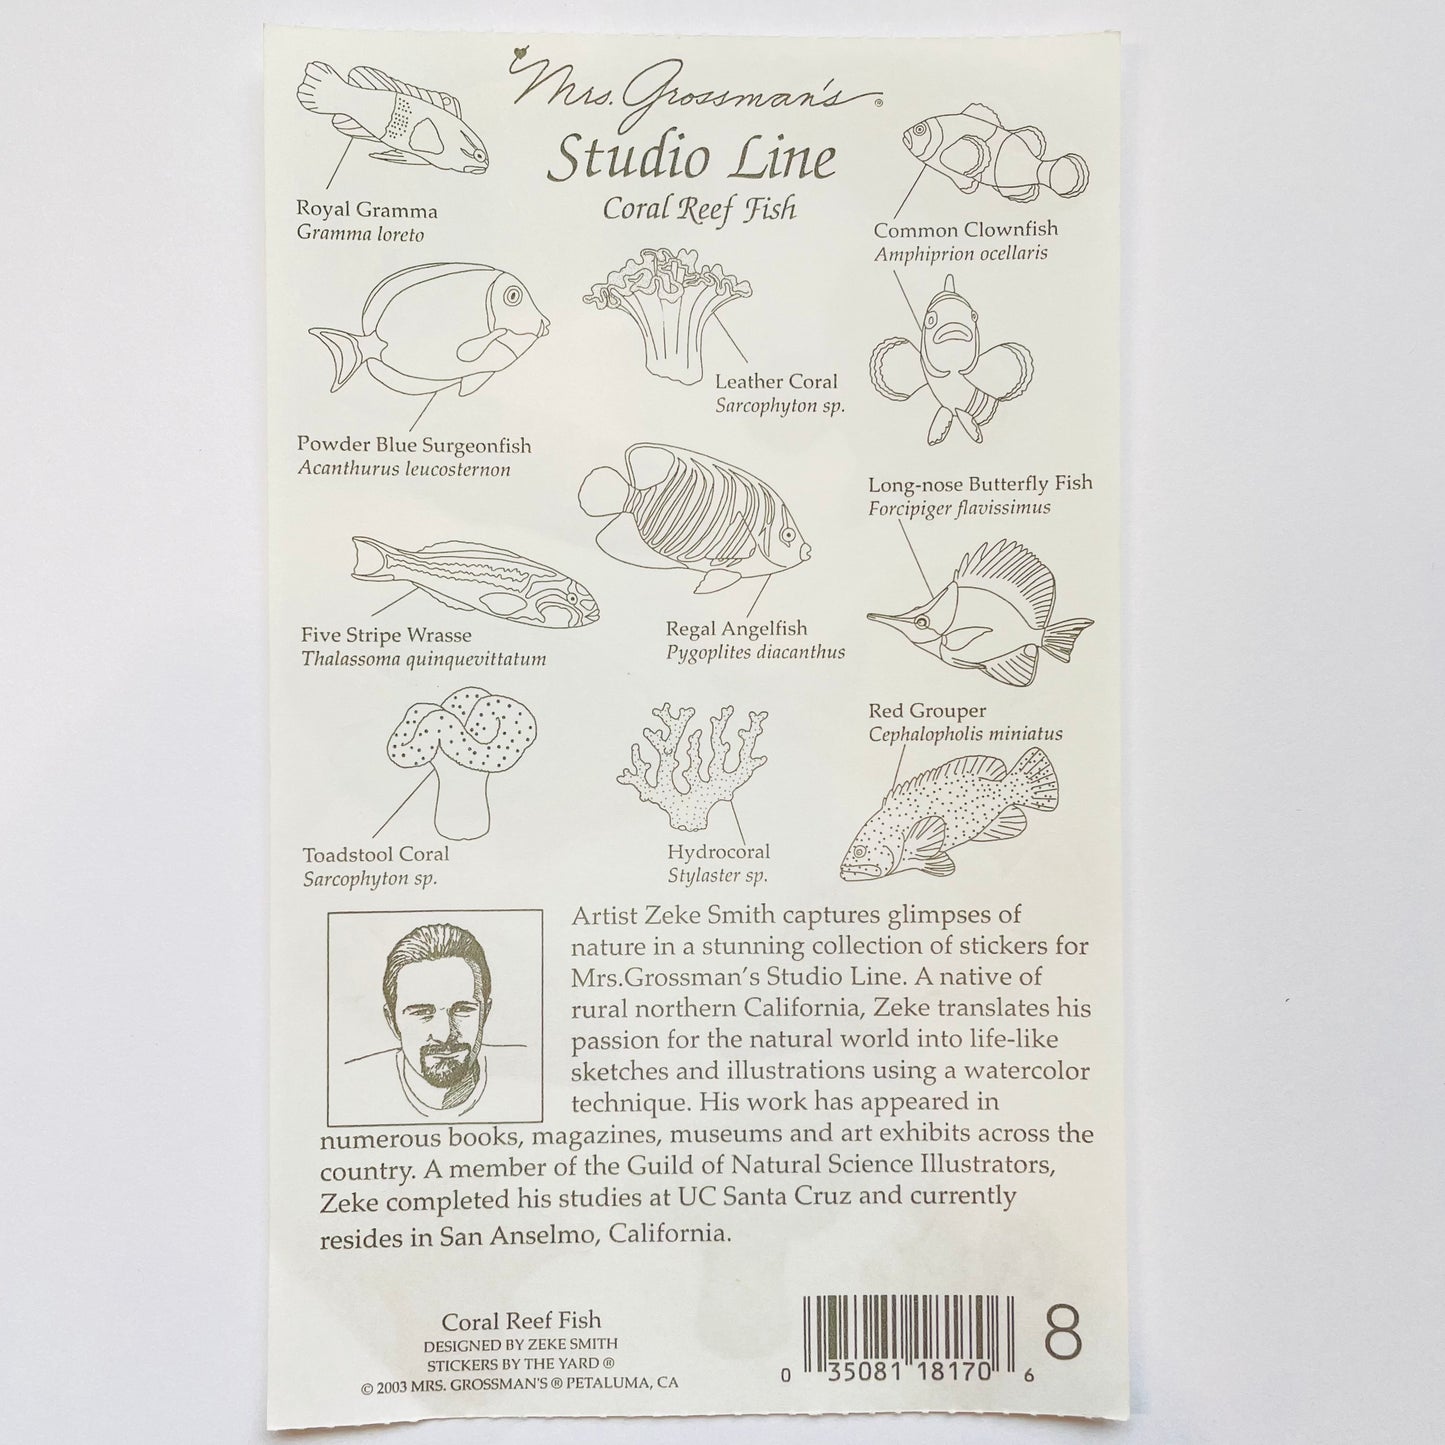 Mrs. Grossman's®
Studio Line
Coral Reef Fish
Royal Gramma
Gramma loreto
Common Clownfish
Amphiprion ocellaris
Leather Coral
Sarcophyton sp.
Powder Blue Surgeonfish
Acanthurus leucosternon
Long-nose Butterfly Fish
Forcipiger flavissimus
Five Stripe Wrasse
Thalassoma quinquevittatum
Regal Angelfish
Pygoplites diacanthus
Red Grouper
Cephalopholis miniatus
Toadstool Coral
Sarcophyton sp.
Hydrocoral
Stylaster sp.
Artist Zeke Smith captures glimpses of
nature in a stunning collection of stickers for
Mrs.Grossman's Studio Line. A native of
rural northern California, Zeke translates his
passion for the natural world into life-like
sketches and illustrations using a watercolor
technique. His work has appeared in
numerous books, magazines, museums and art exhibits across the
country. A member of the Guild of Natural Science Illustrators,
Zeke completed his studies at UC Santa Cruz and currently
resides in San Anselmo, California.
Coral Reef Fish
DESIGNED BY ZEKE SMITH
STICKERS BY THE YARD ®
© 2003 MRS. GROSSMAN'S ® PETALUMA, CA
0 35081 18170 6
8